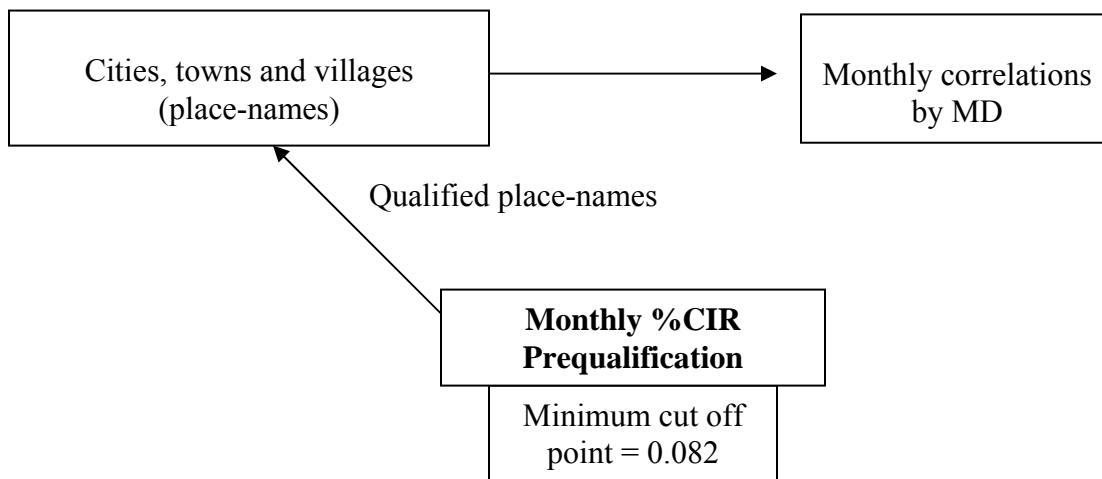 Cities, towns and villages
(place-names)
Monthly correlations
by MD
Qualified place-names
Monthly %CIR
Prequalification
Minimum cut off
point = 0.082